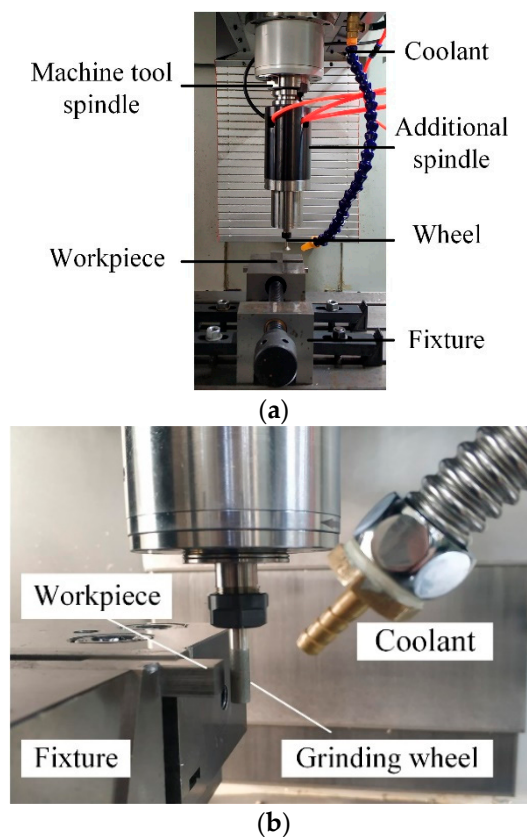 Coolant
Machine tool
spindle
Additional
spindle
Wheel
Workpiece
Fixture
(a)
Workpiece
Coolant
Fixture
Grinding wheel
(b)